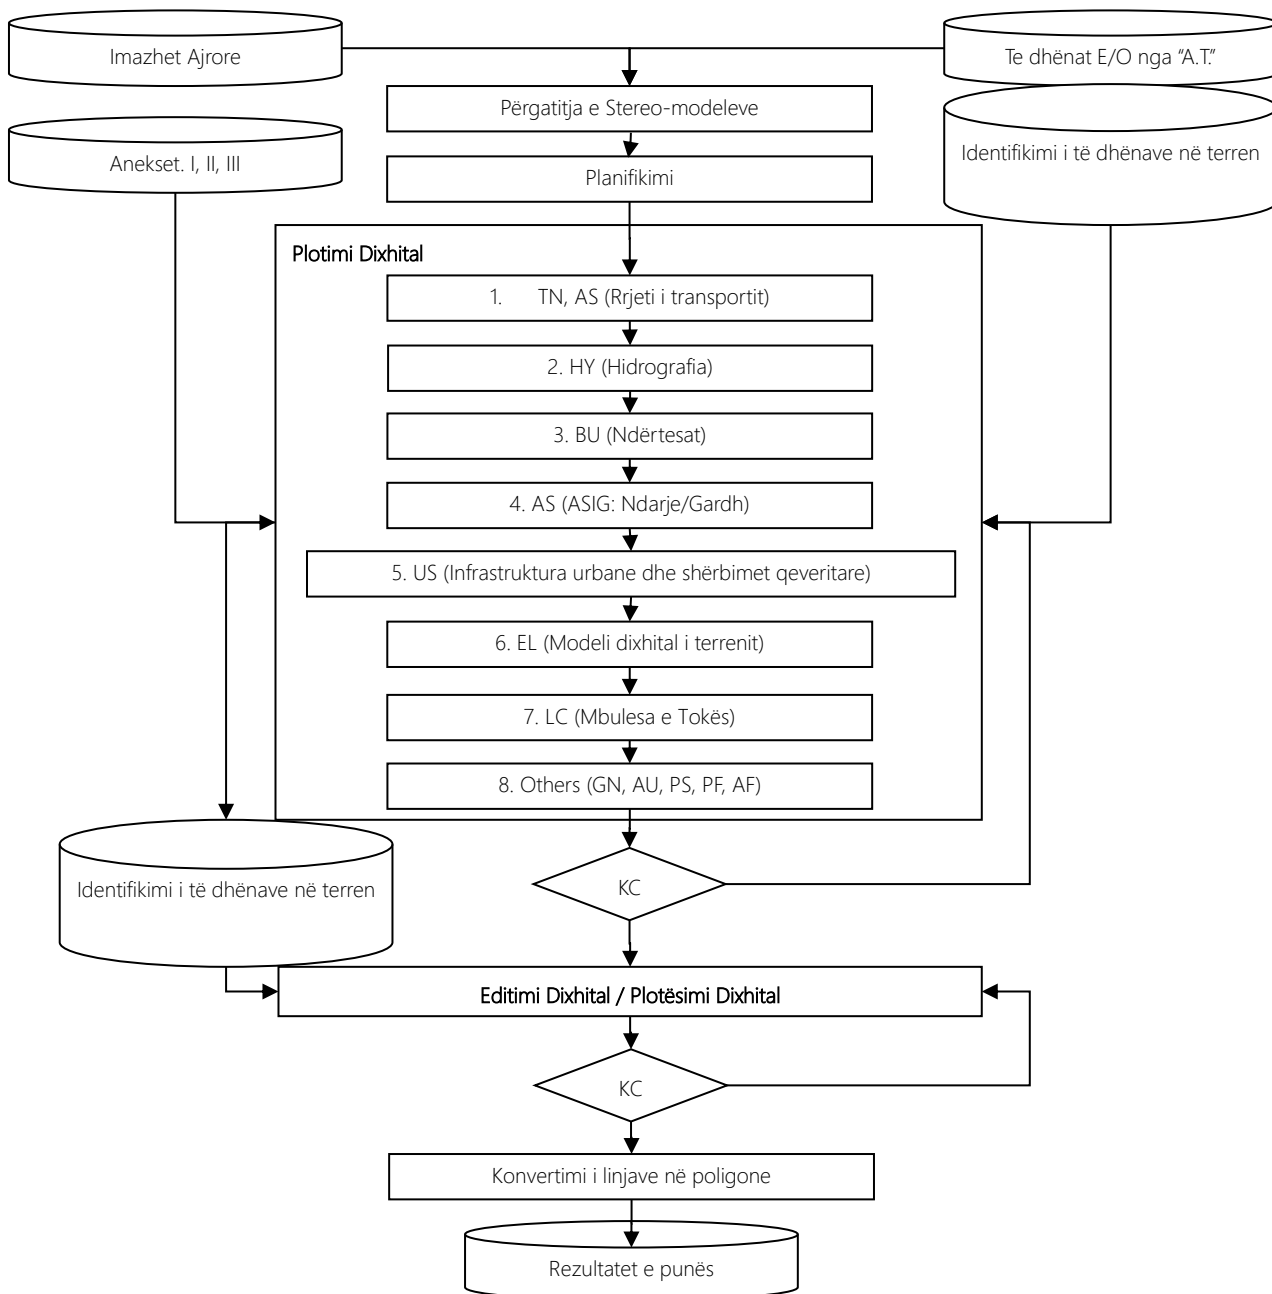 Imazhet Ajrore
Te dhënat E/O nga “A.T.”
Përgatitja e Stereo-modeleve
Anekset. I, II, III
Identifikimi i të dhënave në terren
Planifikimi
Plotimi Dixhital
1. TN, AS (Rrjeti i transportit)
2. HY (Hidrografia)
3. BU (Ndërtesat)
4. AS (ASIG: Ndarje/Gardh)
5. US (Infrastruktura urbane dhe shërbimet qeveritare)
6. EL (Modeli dixhital i terrenit)
7. LC (Mbulesa e Tokës)
8. Others (GN, AU, PS, PF, AF)
KC
Identifikimi i të dhënave në terren
Editimi Dixhital / Plotësimi Dixhital
KC
Konvertimi i linjave në poligone
Rezultatet e punës